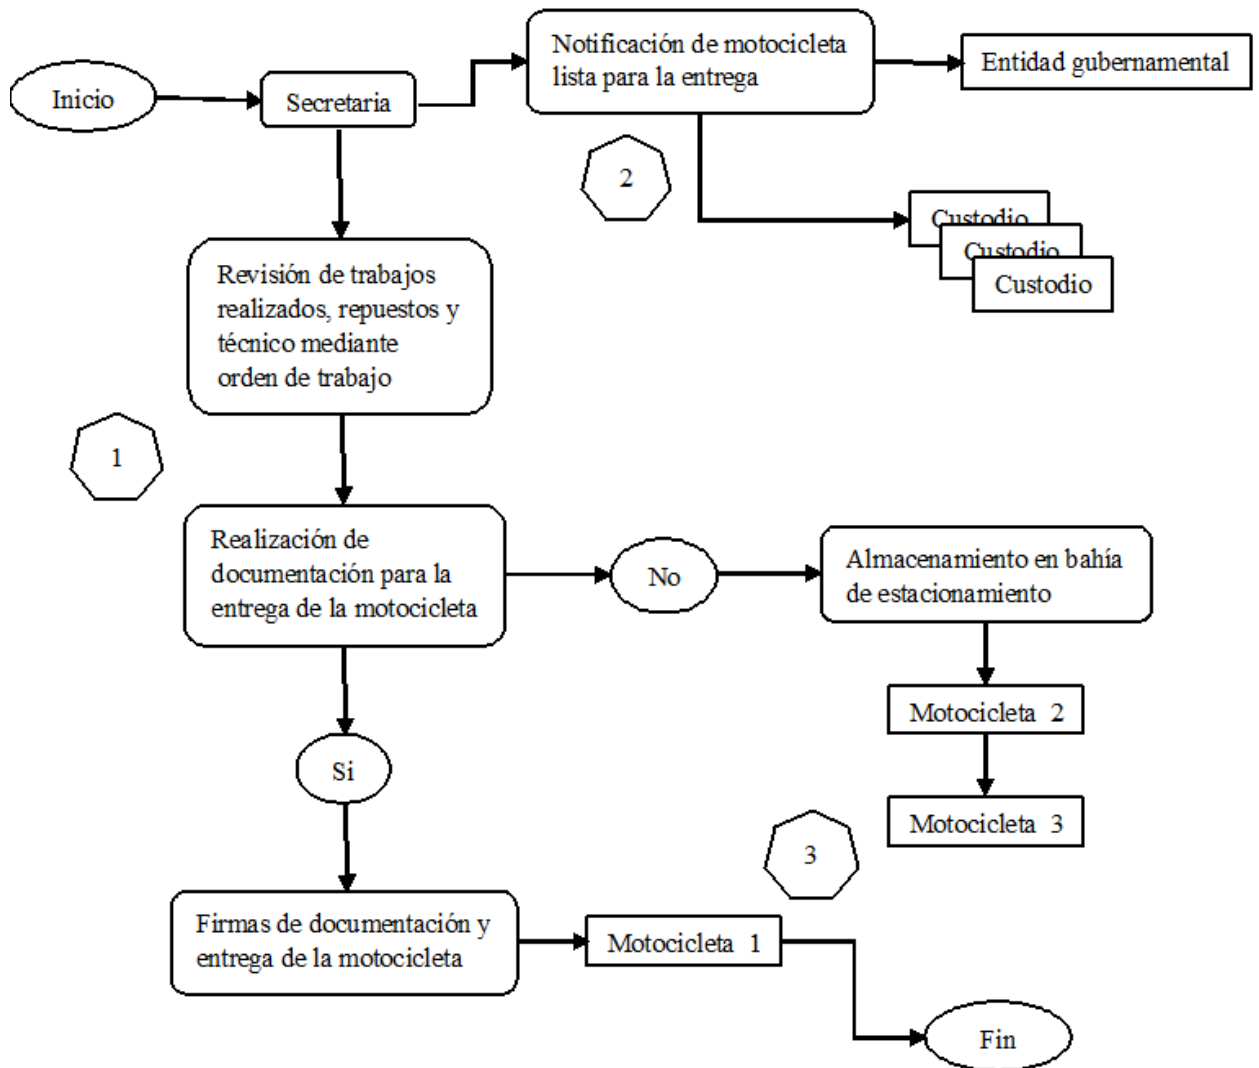 Notificación de motocicleta
lista para la entrega
Entidad gubernamental
Inicio
Secretaria
2
Custodio
Custodio
Custodio
Revisión de trabajos
realizados, repuestos y
técnico mediante
orden de trabajo
1
Realización de
documentación para la
entrega de la motocicleta
No
Almacenamiento en bahía
de estacionamiento
Motocicleta 2
Si
Motocicleta 3
3
Firmas de documentación y
entrega de la motocicleta
Motocicleta 1
Fin